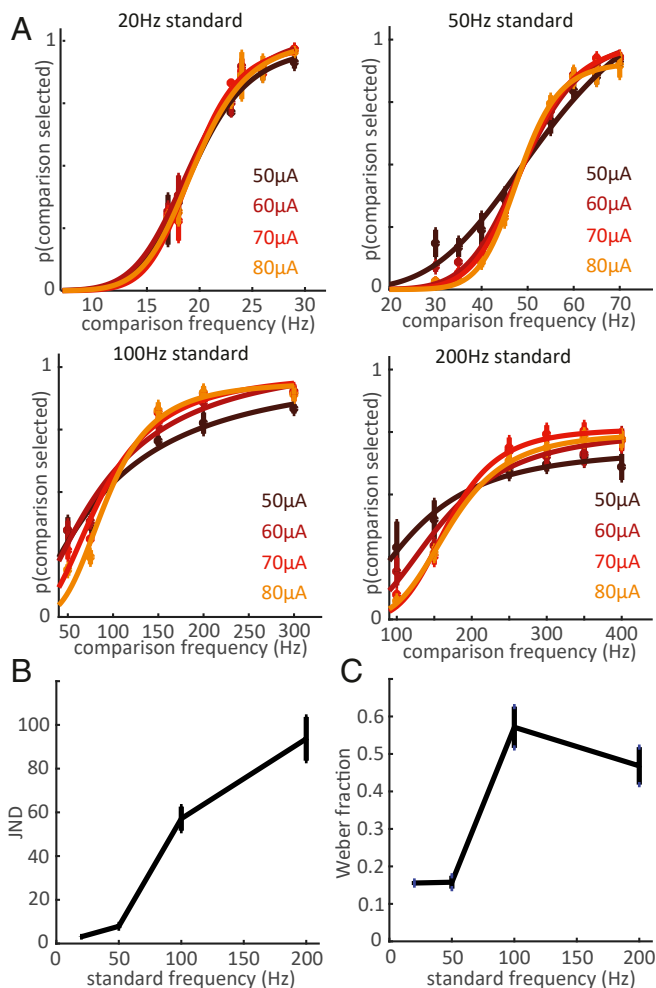 A
20Hz standard
1
p(comparison selected)
0
10 15 20 25 30
comparison frequency (Hz)
50µA
60µA
70µA
80µA
50Hz standard
1
p(comparison selected)
0
20 30 40 50 60 70
comparison frequency (Hz)
50µA
60µA
70µA
80µA
100Hz standard
1
p(comparison selected)
0
50 100 150 200 250 300
comparison frequency (Hz)
50µA
60µA
70µA
80µA
200Hz standard
1
p(comparison selected)
0
100 150 200 250 300 350 400
comparison frequency (Hz)
50µA
60µA
70µA
80µA
B
JND
100
80
60
40
20
0
0 50 100 150 200
standard frequency (Hz)
C
Weber fraction
0.6
0.5
0.4
0.3
0.2
0.1
0
0 50 100 150 200
standard frequency (Hz)